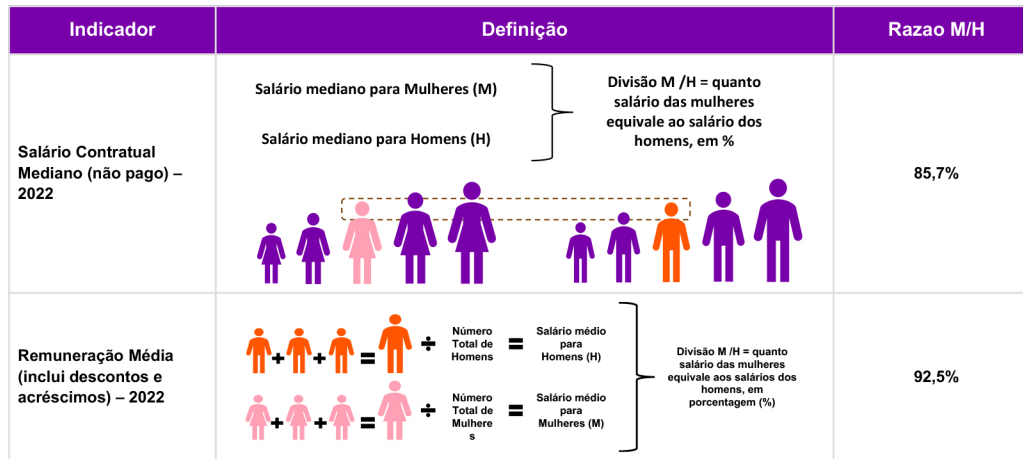 Indicador
Definição
Razao M/H
Salário Contratual
Mediano (não pago) –
2022
Salário mediano para Mulheres (M)
Salário mediano para Homens (H)
Divisão M /H = quanto
salário das mulheres
equivale ao salário dos
homens, em %
85,7%
Remuneração Média
(inclui descontos e
acréscimos) – 2022
+ + = ÷
Número
Total de
Homens
=
Salário médio
para
Homens (H)
+ + = ÷
Número
Total de
Mulhere
s
=
Salário médio
para
Mulheres (M)
Divisão M /H = quanto
salário das mulheres
equivale aos salários dos
homens, em
porcentagem (%)
92,5%